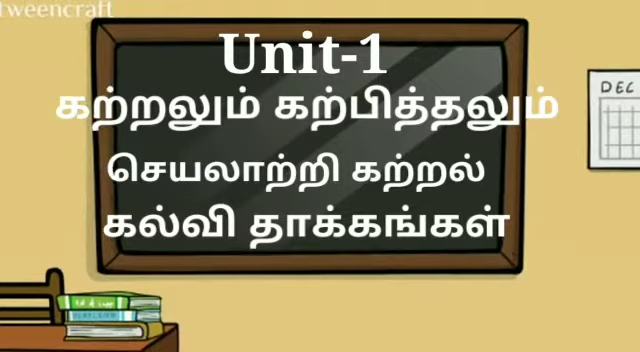 tweencraft
Unit-1
கற்றலும் கற்பித்தலும்
DEC
செயலாற்றி கற்றல்
கல்வி தாக்கங்கள்